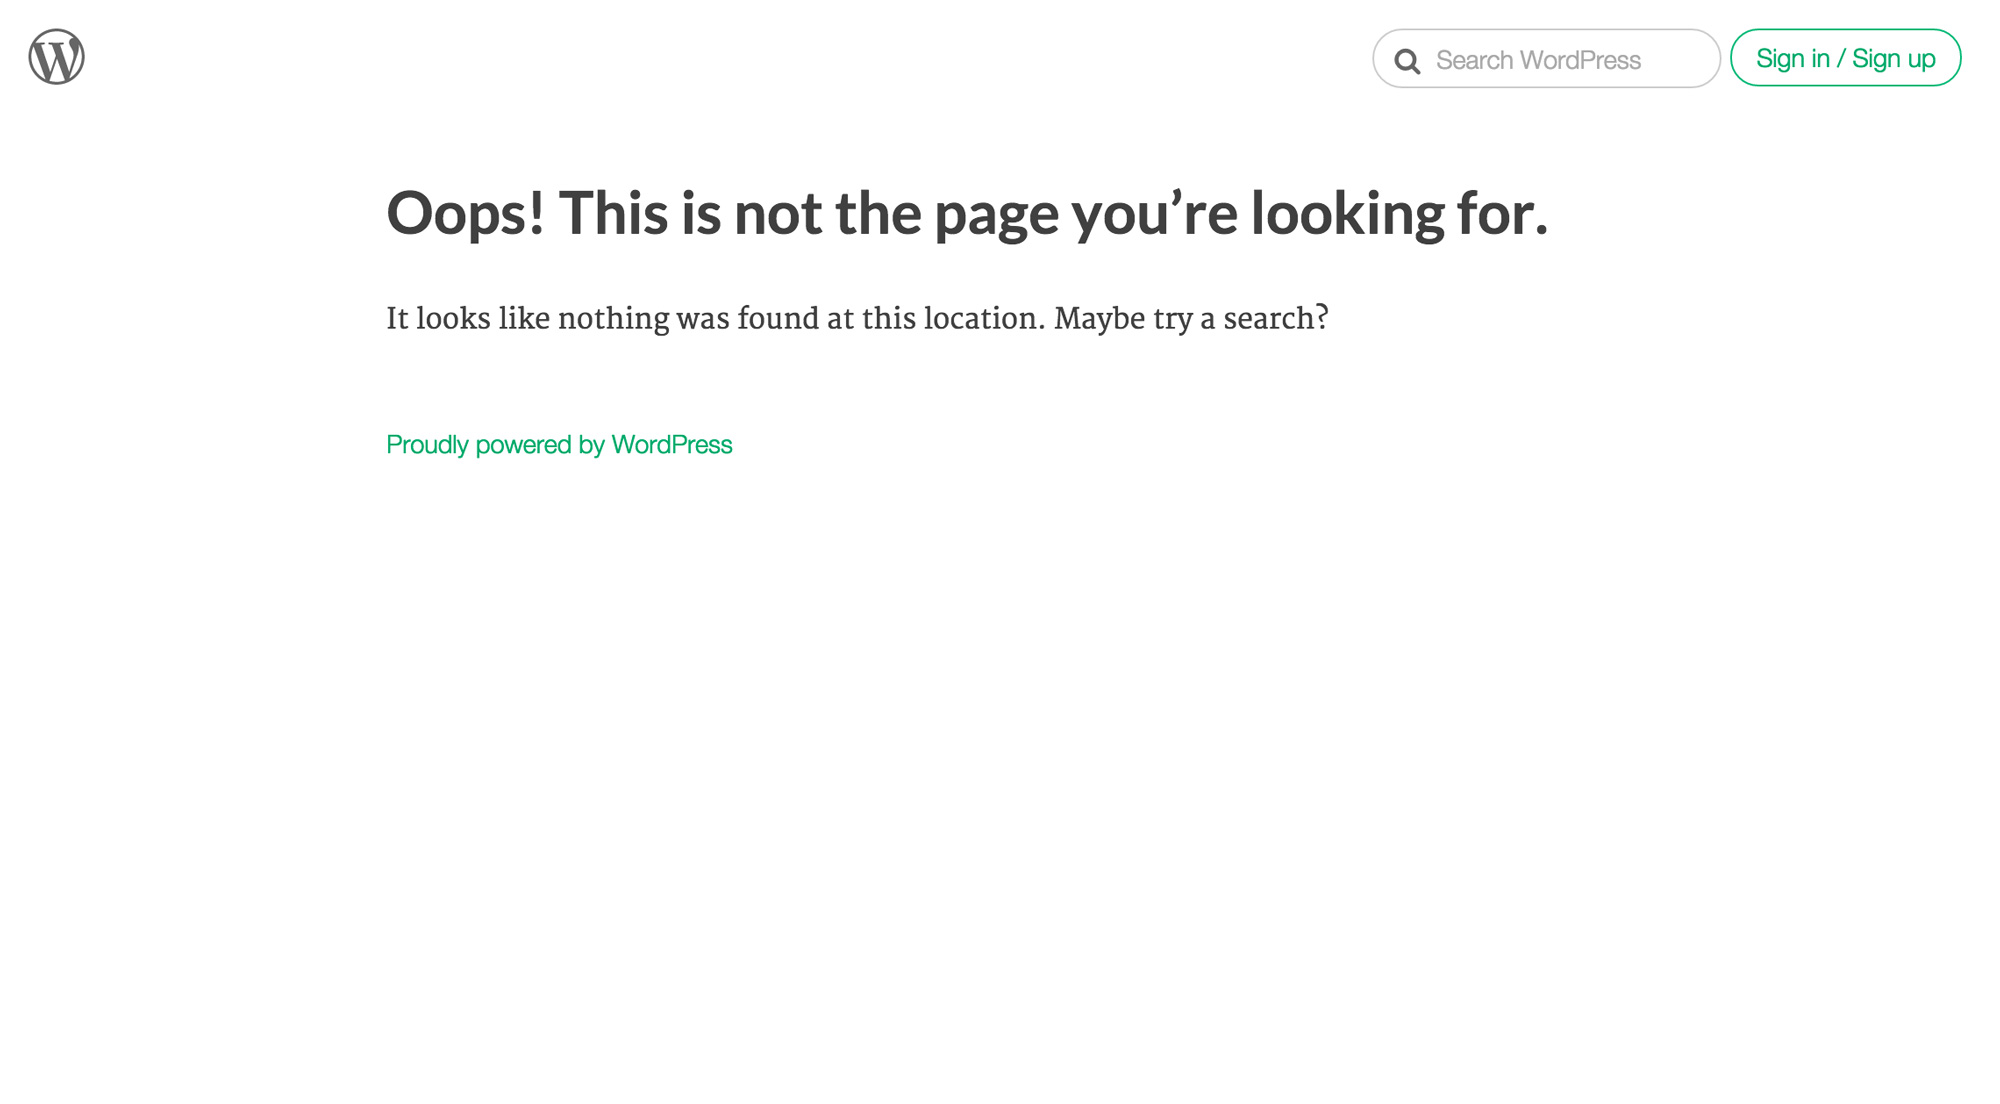 Search WordPress
Sign in / Sign up
Oops! This is not the page you’re looking for.
It looks like nothing was found at this location. Maybe try a search?
Proudly powered by WordPress